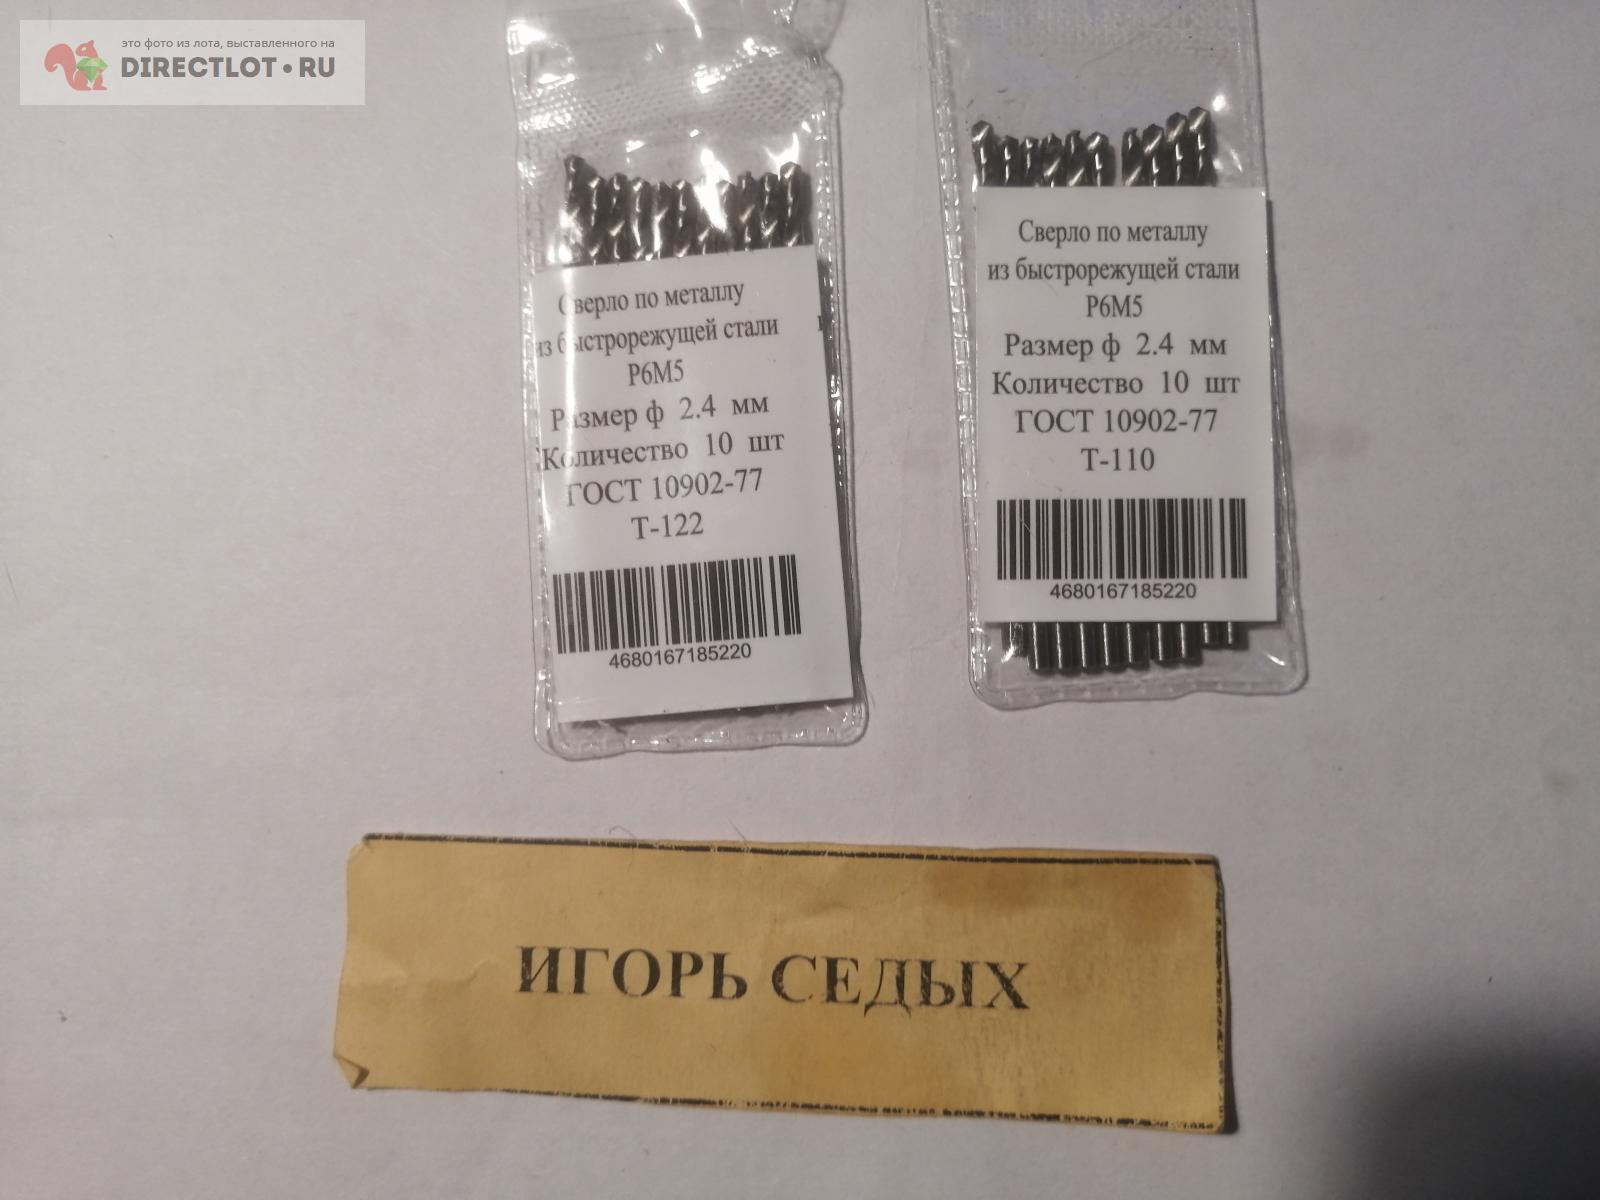 это фото из лота, выставленного на
DIRECTLOT•RU
Сверло по металлу
из быстрорежущей стали
Р6М5
Размер ф 2.4 мм
Количество 10 шт
ГОСТ 10902-77
Т-122
4680167185220
Сверло по металлу
из быстрорежущей стали
Р6М5
Размер ф 2.4 мм
Количество 10 шт
ГОСТ 10902-77
Т-110
4680167185220
ИГОРЬ СЕДЫХ